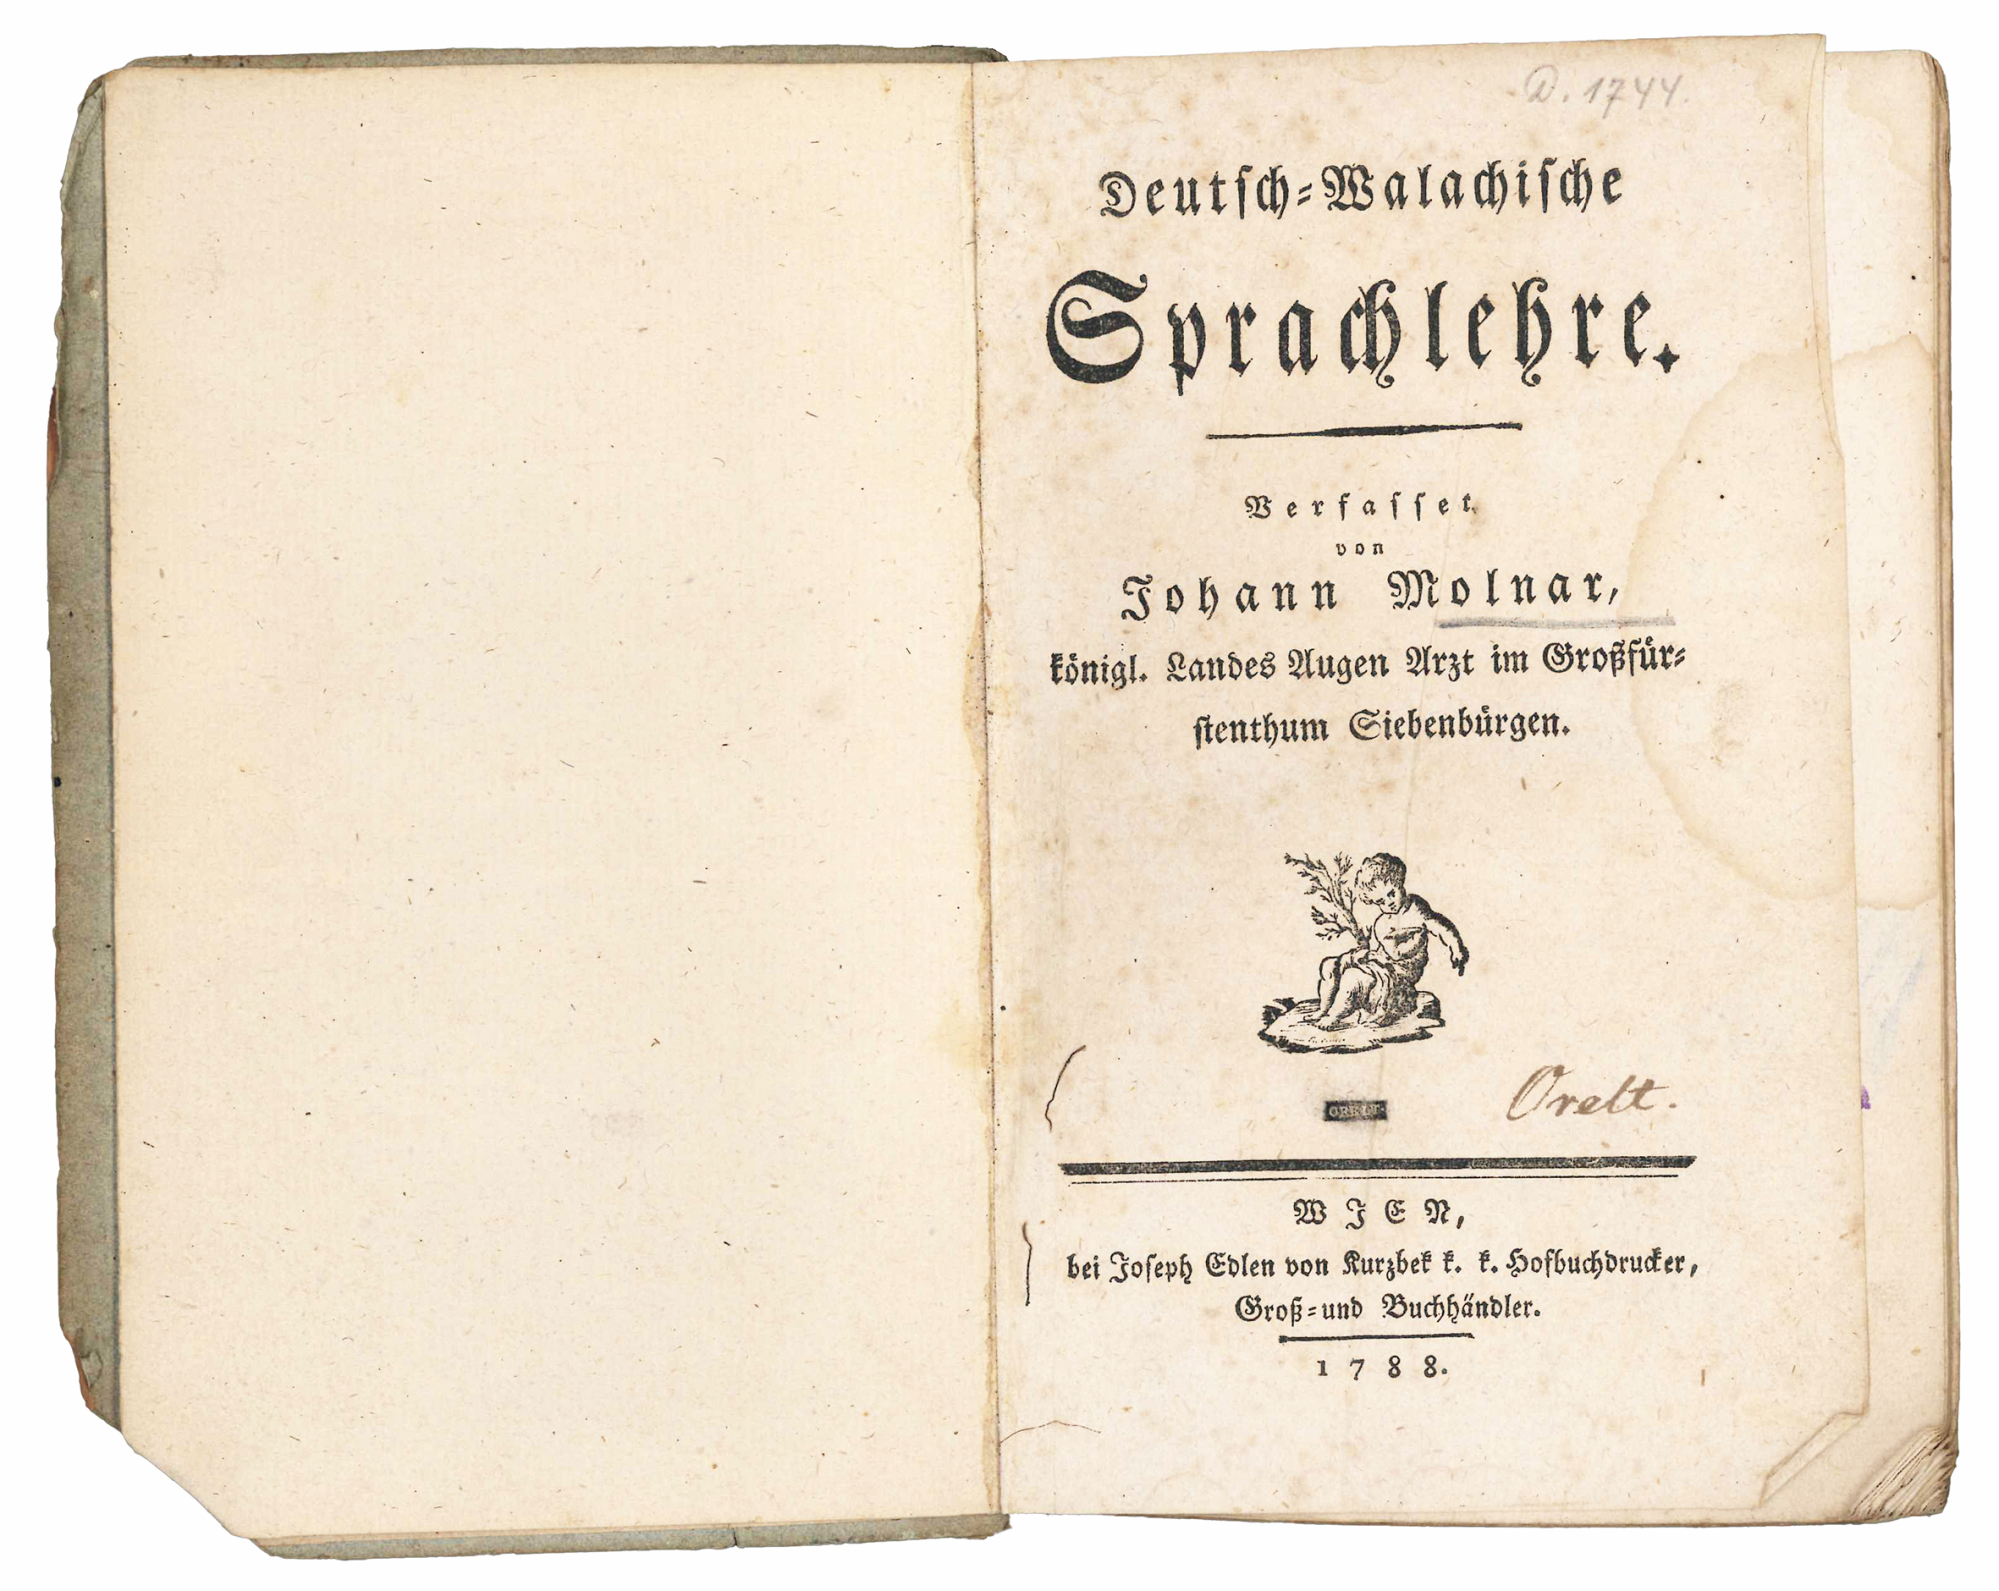 D. 1744.
Deutſch-Walachiſche
Sprachlehre.
Verfaſſet
von
Johann Molnar,
königl. Landes Augen Arzt im Großfür-
ſtenthum Siebenbürgen.
ORELT.
Orelt.
WJEN,
bei Joſeph Edlen von Kurzbek k. k. Hofbuchdrucker,
Groß-und Buchhändler.
1788.